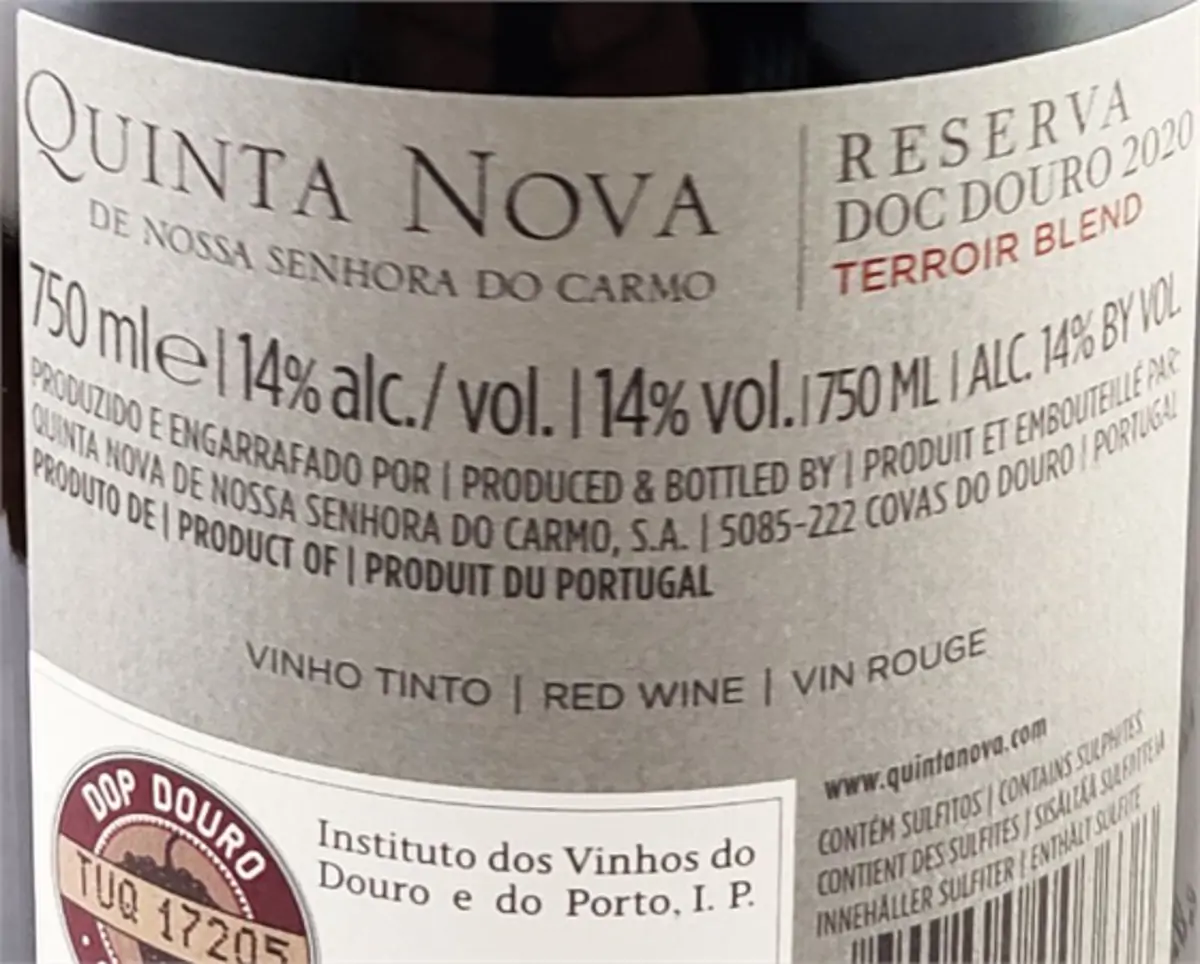 QUINTA NOVA
DE NOSSA SENHORA DO CARMO
RESERVA
DOC DOURO 2020
TERROIR BLEND
750 mle | 14% alc./ vol. | 14% vol. | 750 ML | ALC. 14% BY VOL.
PRODUZIDO E ENGARRAFADO POR | PRODUCED & BOTTLED BY | PRODUIT ET EMBOUTEILLÉ PAR:
QUINTA NOVA DE NOSSA SENHORA DO CARMO, S.A. | 5085-222 COVAS DO DOURO | PORTUGAL
PRODUTO DE | PRODUCT OF | PRODUIT DU PORTUGAL
VINHO TINTO | RED WINE | VIN ROUGE
DOP DOURO
TUQ 17205
Instituto dos Vinhos do
Douro e do Porto, I. P.
www.quintanova.com
CONTÉM SULFITOS | CONTAINS SULPHITES
CONTIENT DES SULFITES | SISÄLTÄÄ SULFIITTEJA
INNEHÅLLER SULFITER | ENTHÄLT SULFITE